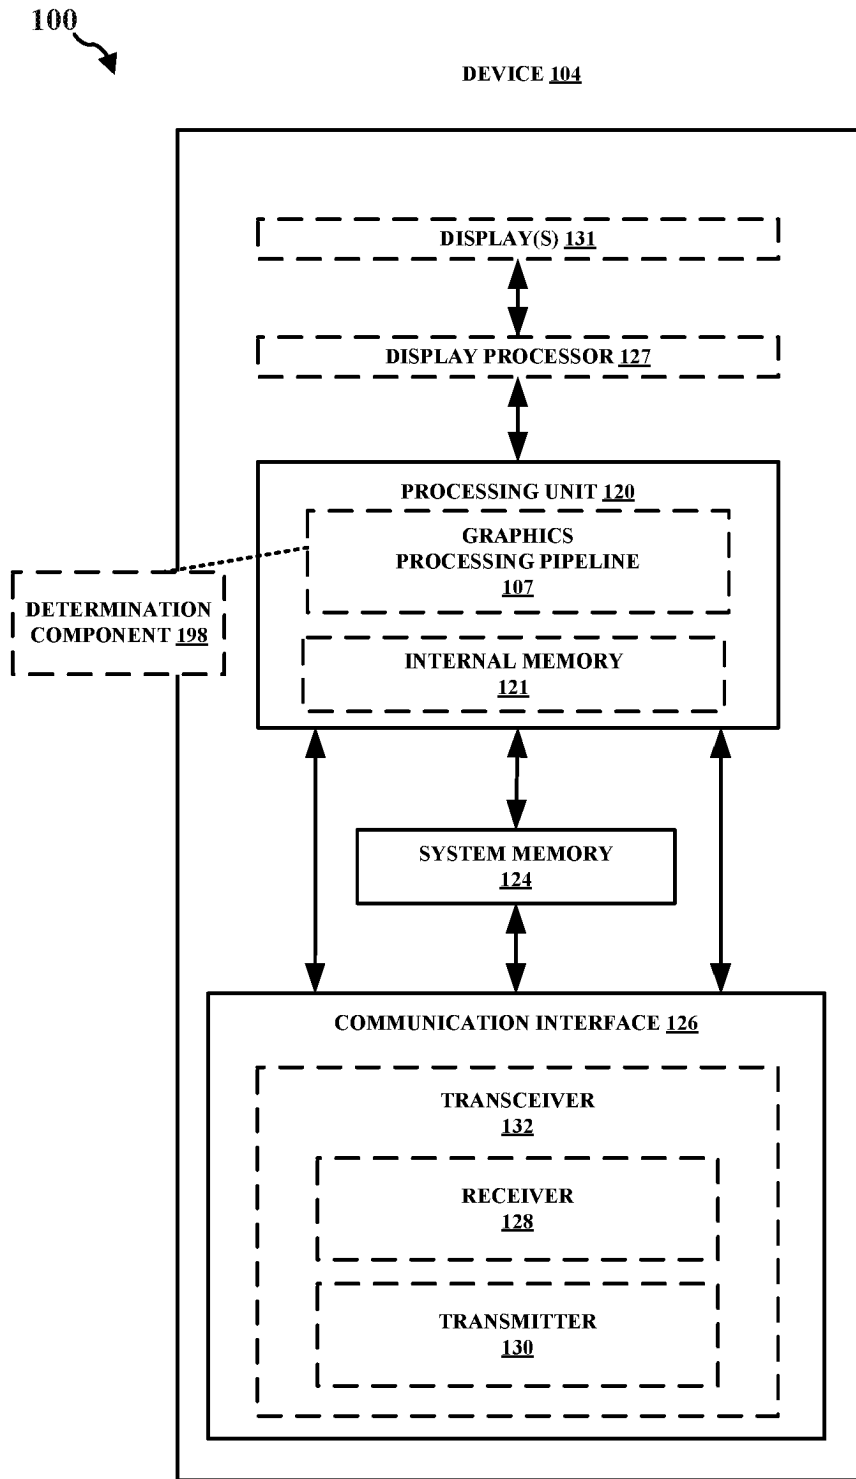 100
DEVICE 104
DISPLAY(S) 131
DISPLAY PROCESSOR 127
PROCESSING UNIT 120
GRAPHICS
PROCESSING PIPELINE
107
DETERMINATION
COMPONENT 198
INTERNAL MEMORY
121
SYSTEM MEMORY
124
COMMUNICATION INTERFACE 126
TRANSCEIVER
132
RECEIVER
128
TRANSMITTER
130